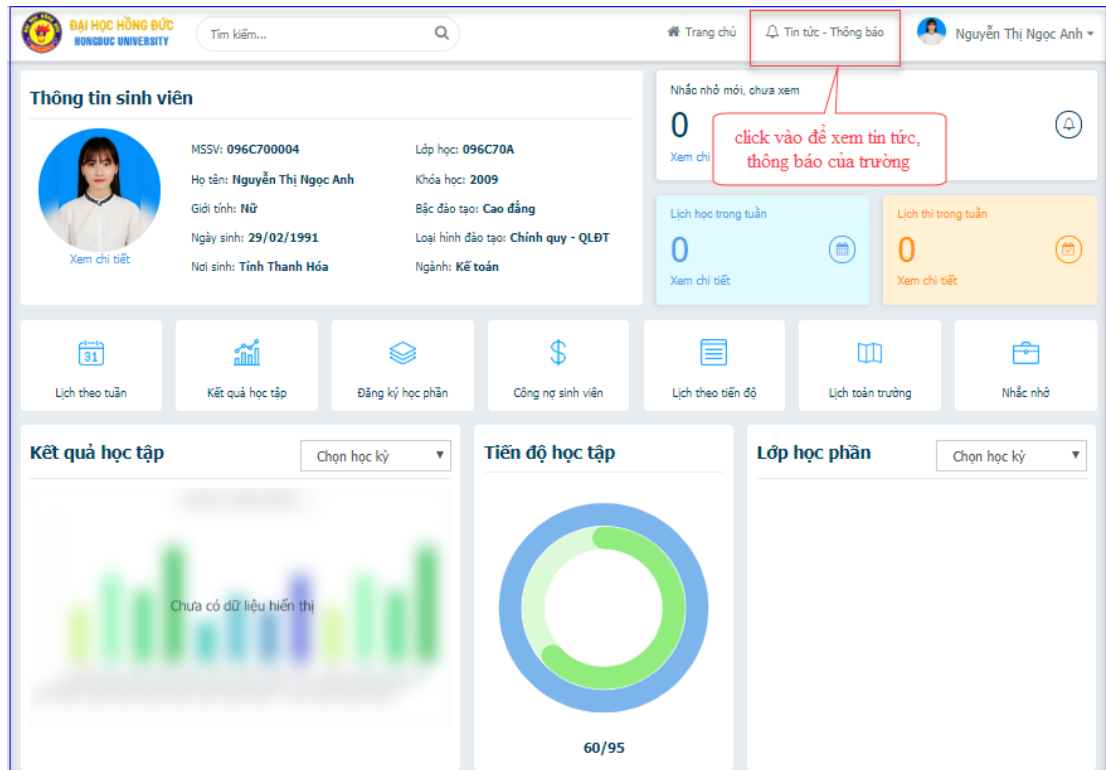 ĐẠI HỌC HỒNG ĐỨC
HONGDUC UNIVERSITY
Tìm kiếm...
Trang chủ
Tin tức - Thông báo
Nguyễn Thị Ngọc Anh
Thông tin sinh viên
MSSV: 096C700004
Họ tên: Nguyễn Thị Ngọc Anh
Giới tính: Nữ
Ngày sinh: 29/02/1991
Nơi sinh: Tỉnh Thanh Hóa
Lớp học: 096C70A
Khóa học: 2009
Bậc đào tạo: Cao đẳng
Loại hình đào tạo: Chính quy - QLĐT
Ngành: Kế toán
Xem chi tiết
Nhắc nhở mới, chưa xem
0
Xem chi
click vào để xem tin tức,
thông báo của trường
Lịch học trong tuần
0
Xem chi tiết
Lịch thi trong tuần
0
Xem chi tiết
31
Lịch theo tuần
Kết quả học tập
Đăng ký học phần
Công nợ sinh viên
Lịch theo tiến độ
Lịch toàn trường
Nhắc nhở
Kết quả học tập
Chọn học kỳ
Chưa có dữ liệu hiển thị
Tiến độ học tập
60/95
Lớp học phần
Chọn học kỳ